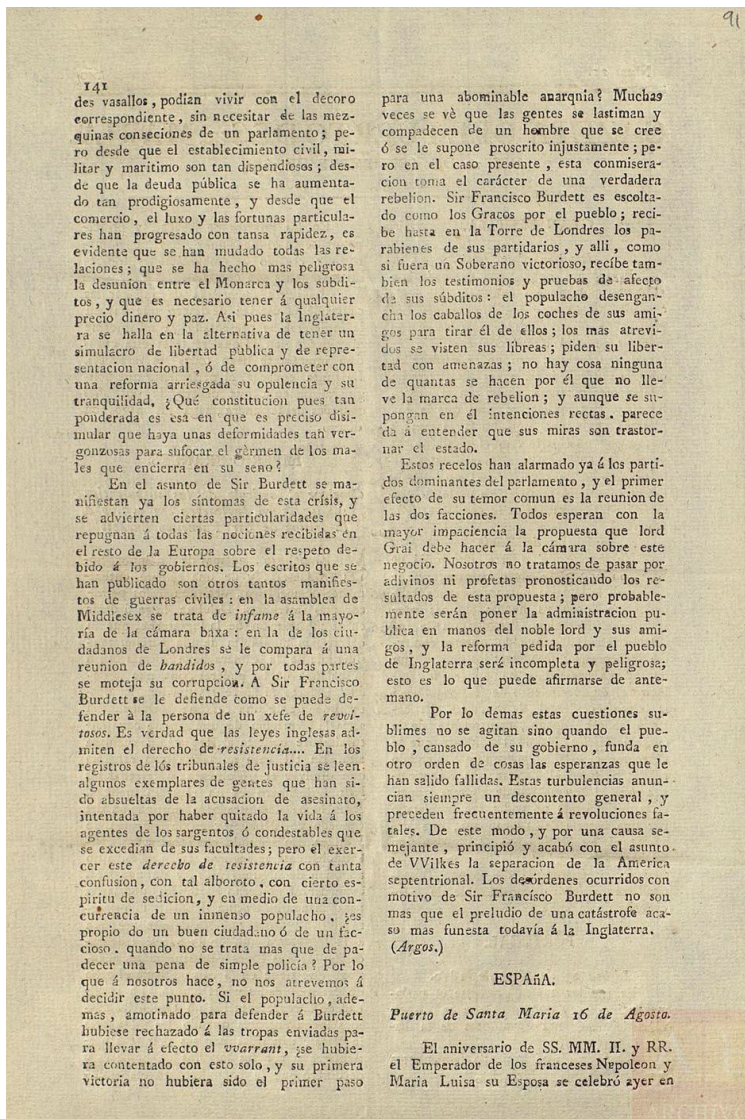 91
141
des vasallos, podian vivir con el decoro
correspondiente, sin necesitar de las mez-
quinas conseciones de un parlamento; pe-
ro desde que el establecimiento civil, mi-
litar y maritimo son tan dispendiosos; des-
de que la deuda pública se ha aumenta-
do tan prodigiosamente, y desde que el
comercio, el luxo y las fortunas particula-
res han progresado con tansa rapidez, es
evidente que se han mudado todas las re-
laciones; que se ha hecho mas peligrosa
la desunion entre el Monarca y los subdi-
tos, y que es necesario tener á qualquier
precio dinero y paz. Asi pues la Inglater-
ra se halla en la alternativa de tener un
simulacro de libertad pública y de repre-
sentacion nacional, ó de comprometer con
una reforma arriesgada su opulencia y su
tranquilidad, ¿Qué constitucion pues tan
ponderada es esa en que es preciso disi-
mular que haya unas deformidades tan ver-
gonzosas para sufocar el gérmen de los ma-
les que encierra en su seno?
En el asunto de Sir Burdett se ma-
nifiestan ya los síntomas de esta crísis, y
se advierten ciertas particularidades que
repugnan á todas las nociones recibidas en
el resto de la Europa sobre el respeto de-
bido á los gobiernos. Los escritos que se
han publicado son otros tantos manifies-
tos de guerras civiles: en la asamblea de
Middlesex se trata de infame á la mayo-
ría de la cámara baxa: en la de los ciu-
dadanos de Londres se le compara á una
reunion de bandidos, y por todas partes
se moteja su corrupcion. A Sir Francisco
Burdett se le defiende como se puede de-
fender à la persona de un xefe de revol-
tosos. Es verdad que las leyes inglesas ad-
miten el derecho de resistencia.... En los
registros de lós tribunales de justicia se leen
algunos exemplares de gentes que han si-
do absueltas de la acusacion de asesinato,
intentada por haber quitado la vida á los
agentes de los sargentos ó condestables que
se excedian de sus facultades; pero el exer-
cer este derecho de resistencia con tanta
confusion, con tal alboroto, con cierto es-
piritu de sedicion, y en medio de una con-
currencia de un inmenso populacho, ¿es
propio do un buen ciudadano ó de un fac-
cioso, quando no se trata mas que de pa-
decer una pena de simple policía? Por lo
que á nosotros hace, no nos atrevemos á
decidir este punto. Si el populacho, ade-
mas, amotinado para defender á Burdett
hubiese rechazado á las tropas enviadas pa-
ra llevar á efecto el vvarrant, ¿se hubie-
ra contentado con esto solo, y su primera
victoria no hubiera sido el primer paso
para una abominable anarqnia? Muchas
veces se vè que las gentes se lastiman y
compadecen de un hombre que se cree
ó se le supone proscrito injustamente; pe-
ro en el caso presente, esta conmisera-
cion toma el carácter de una verdadera
rebelion. Sir Francisco Burdett es escolta-
do como los Gracos por el pueblo; reci-
be hasta en la Torre de Londres los pa-
rabienes de sus partidarios, y alli, como
si fuera un Soberano victorioso, recíbe tam-
bien los testimonios y pruebas de afecto
de sus súbditos: el populacho desengan-
cha los caballos de los coches de sus ami-
gos para tirar él de ellos; los mas atrevi-
dos se visten sus libreas; piden su liber-
tad con amenazas; no hay cosa ninguna
de quantas se hacen por él que no lle-
ve la marca de rebelion; y aunque se su-
pongan en él intenciones rectas, parece
da á entender que sus miras son trastor-
nar el estado.
Estos recelos han alarmado ya á los parti-
dos dominantes del parlamento, y el primer
efecto de su temor comun es la reunion de
las dos facciones. Todos esperan con la
mayor impaciencia la propuesta que lord
Grai debe hacer á la cámara sobre este
negocio. Nosotros no tratamos de pasar por
adivinos ni profetas pronosticando los re-
sultados de esta propuesta; pero probable-
mente serán poner la administracion pu-
blica en manos del noble lord y sus ami-
gos, y la reforma pedida por el pueblo
de Inglaterra será incompleta y peligrosa;
esto es lo que puede afirmarse de ante-
mano.
Por lo demas estas cuestiones su-
blimes no se agitan sino quando el pue-
blo, cansado de su gobierno, funda en
otro orden de cosas las esperanzas que le
han salido fallidas. Estas turbulencias anun-
cian siempre un descontento general, y
preceden frecuentemente á revoluciones fa-
tales. De este modo, y por una causa se-
mejante, principió y acabó con el asunto
de VVilkes la separacion de la America
septentrional. Los desórdenes ocurridos con
motivo de Sir Francísco Burdett no son
mas que el preludio de una catástrofe aca-
so mas funesta todavía á la Inglaterra.
(Argos.)
ESPAñA.
Puerto de Santa Maria 16 de Agosto.
El aniversario de SS. MM. II. y RR.
el Emperador de los franceses Nepoleon y
Maria Luisa su Esposa se celebró ayer en